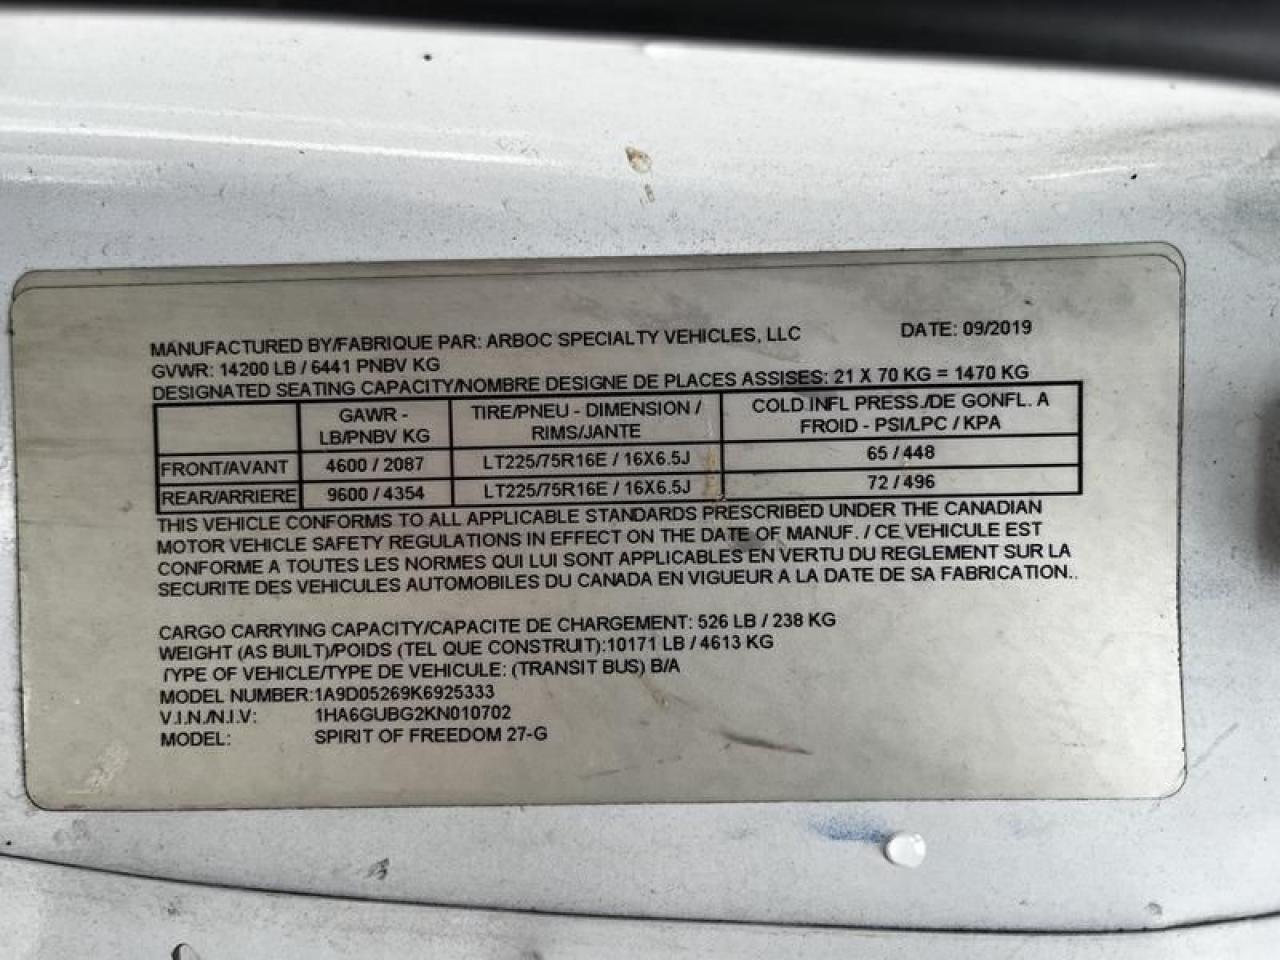 MANUFACTURED BY/FABRIQUE PAR: ARBOC SPECIALTY VEHICLES, LLC DATE: 09/2019
GVWR: 14200 LB / 6441 PNBV KG
DESIGNATED SEATING CAPACITY/NOMBRE DESIGNE DE PLACES ASSISES: 21 X 70 KG = 1470 KG
GAWR - TIRE/PNEU - DIMENSION / COLD INFL PRESS./DE GONFL. A
LB/PNBV KG RIMS/JANTE FROID - PSI/LPC / KPA
FRONT/AVANT 4600 / 2087 LT225/75R16E / 16X6.5J 65 / 448
REAR/ARRIERE 9600 / 4354 LT225/75R16E / 16X6.5J 72 / 496
THIS VEHICLE CONFORMS TO ALL APPLICABLE STANDARDS PRESCRIBED UNDER THE CANADIAN
MOTOR VEHICLE SAFETY REGULATIONS IN EFFECT ON THE DATE OF MANUF. / CE VEHICULE EST
CONFORME A TOUTES LES NORMES QUI LUI SONT APPLICABLES EN VERTU DU REGLEMENT SUR LA
SECURITE DES VEHICULES AUTOMOBILES DU CANADA EN VIGUEUR A LA DATE DE SA FABRICATION..
CARGO CARRYING CAPACITY/CAPACITE DE CHARGEMENT: 526 LB / 238 KG
WEIGHT (AS BUILT)/POIDS (TEL QUE CONSTRUIT):10171 LB / 4613 KG
TYPE OF VEHICLE/TYPE DE VEHICULE: (TRANSIT BUS) B/A
MODEL NUMBER:1A9D05269K6925333
V.I.N./N.I.V: 1HA6GUBG2KN010702
MODEL: SPIRIT OF FREEDOM 27-G